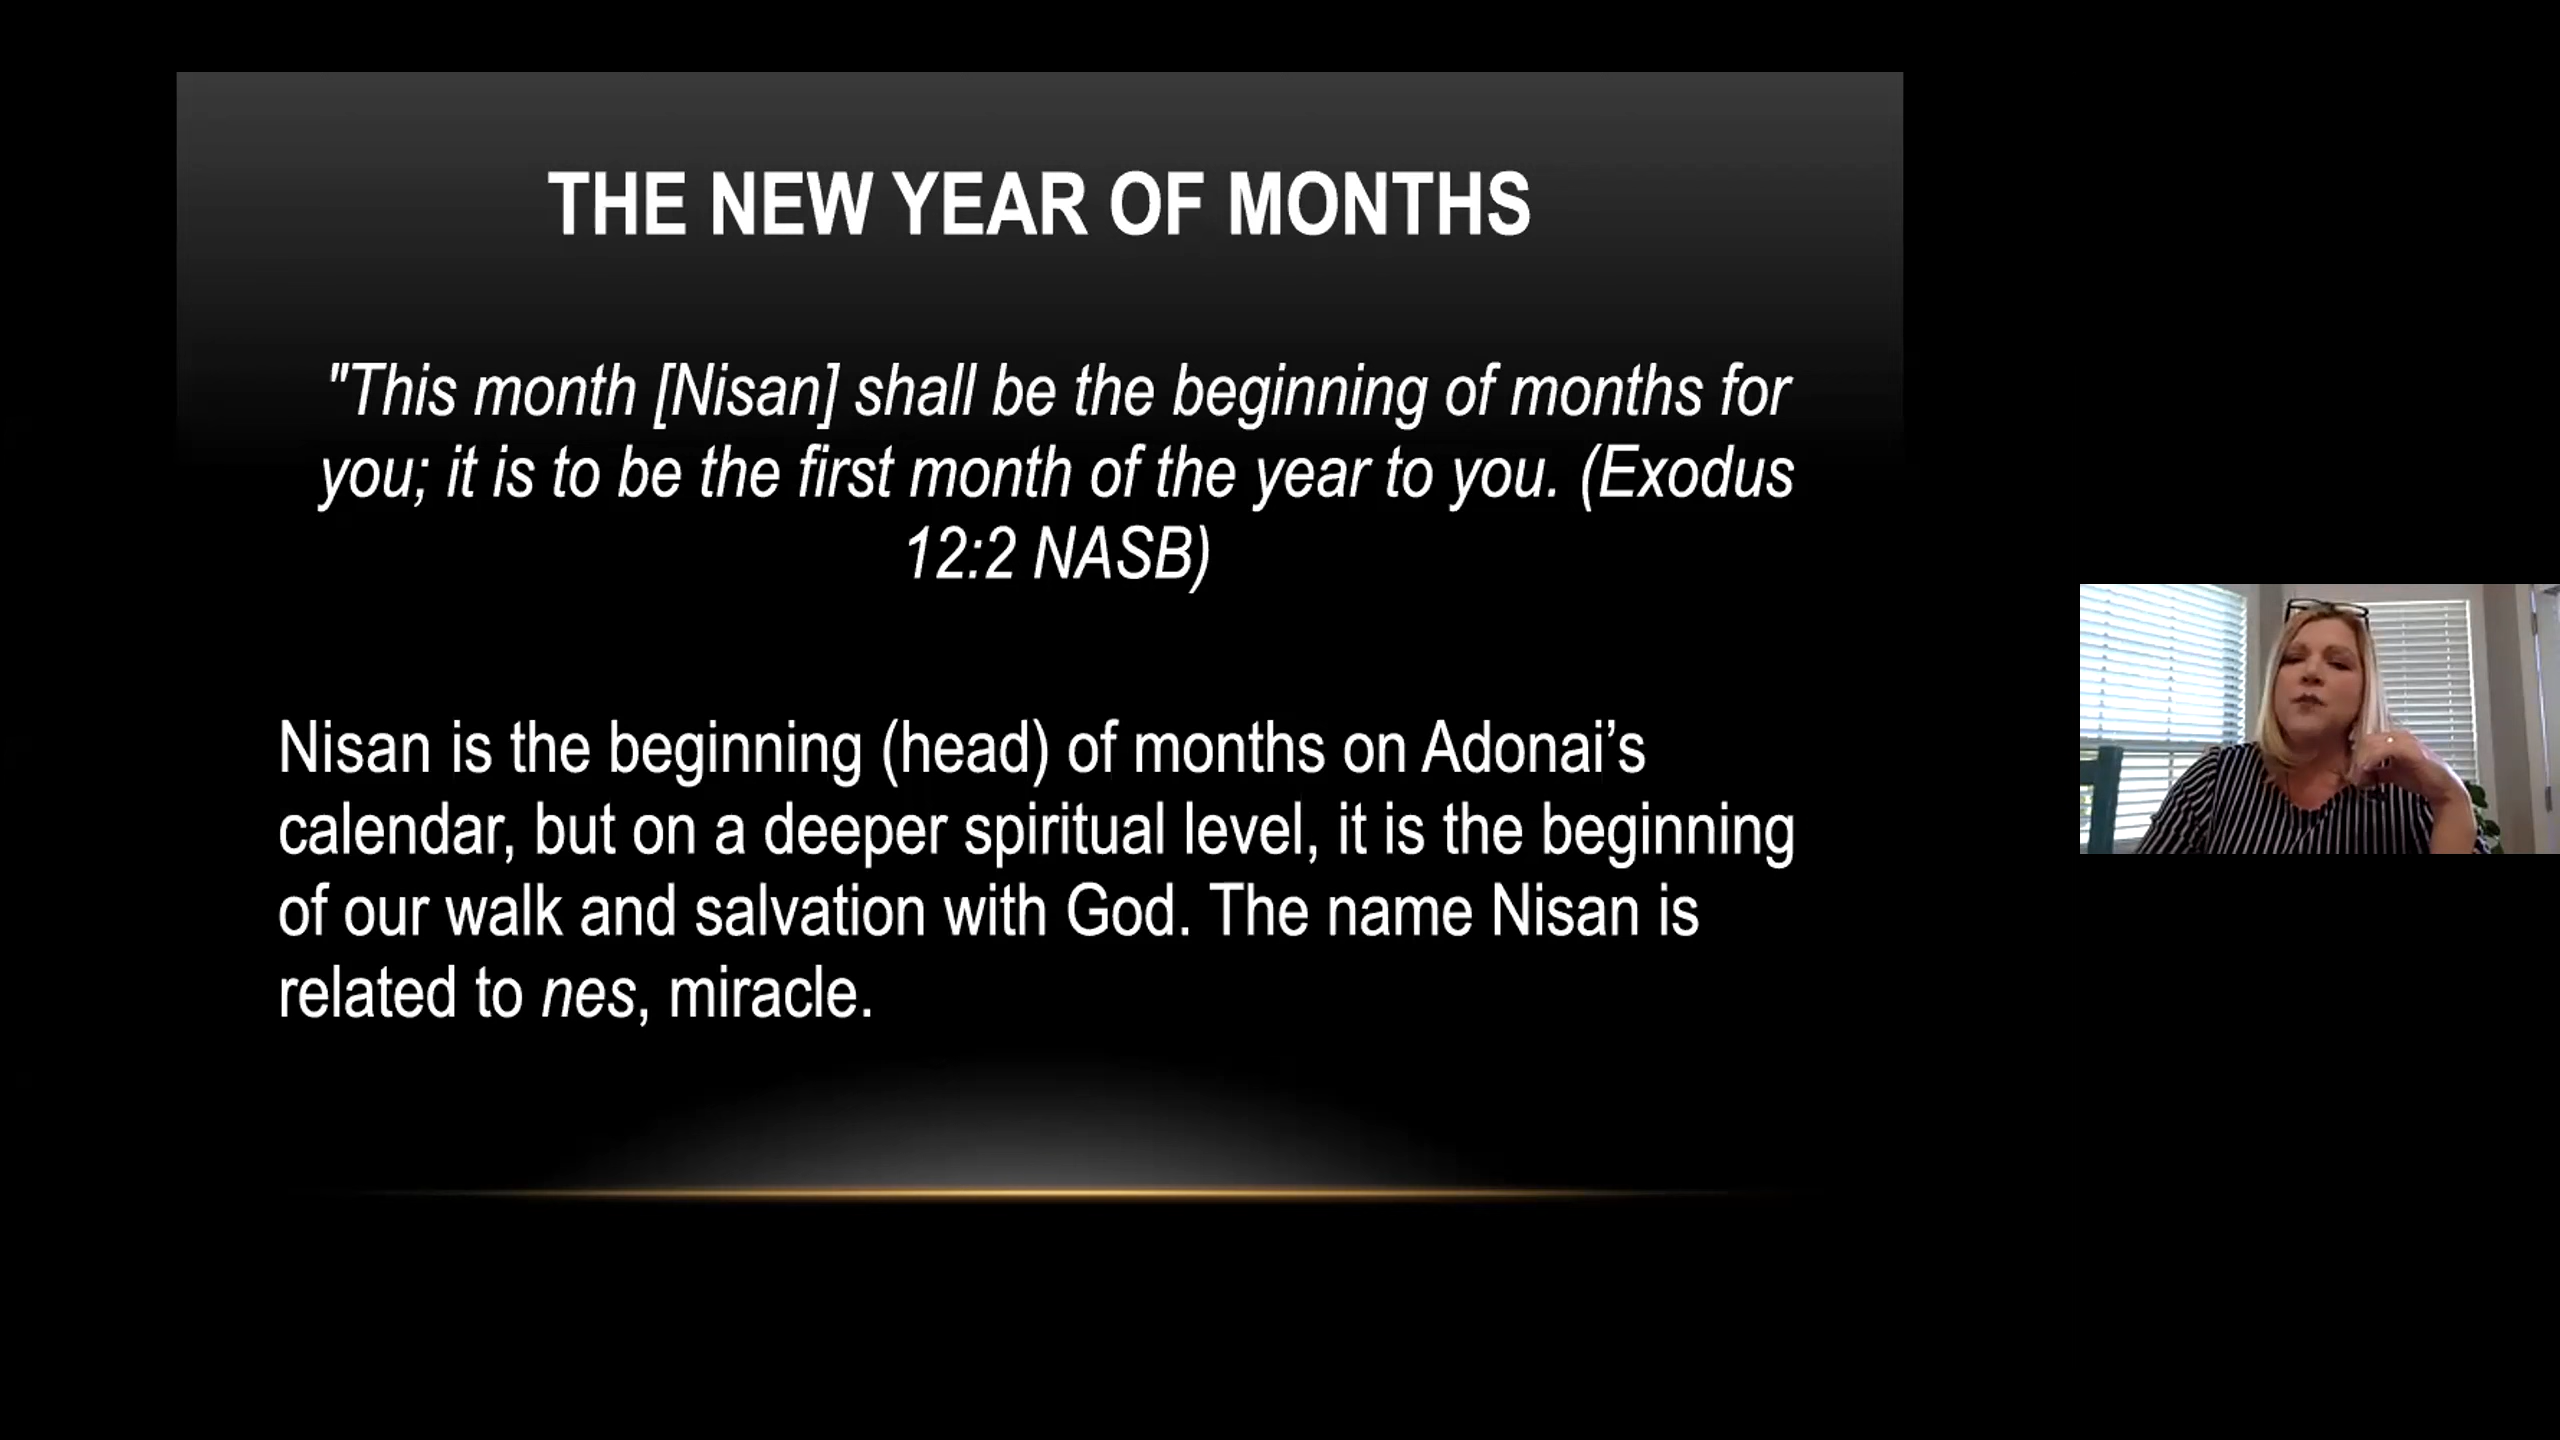 THE NEW YEAR OF MONTHS
"This month [Nisan] shall be the beginning of months for
you; it is to be the first month of the year to you. (Exodus
12:2 NASB)
Nisan is the beginning (head) of months on Adonai’s
calendar, but on a deeper spiritual level, it is the beginning
of our walk and salvation with God. The name Nisan is
related to nes, miracle.